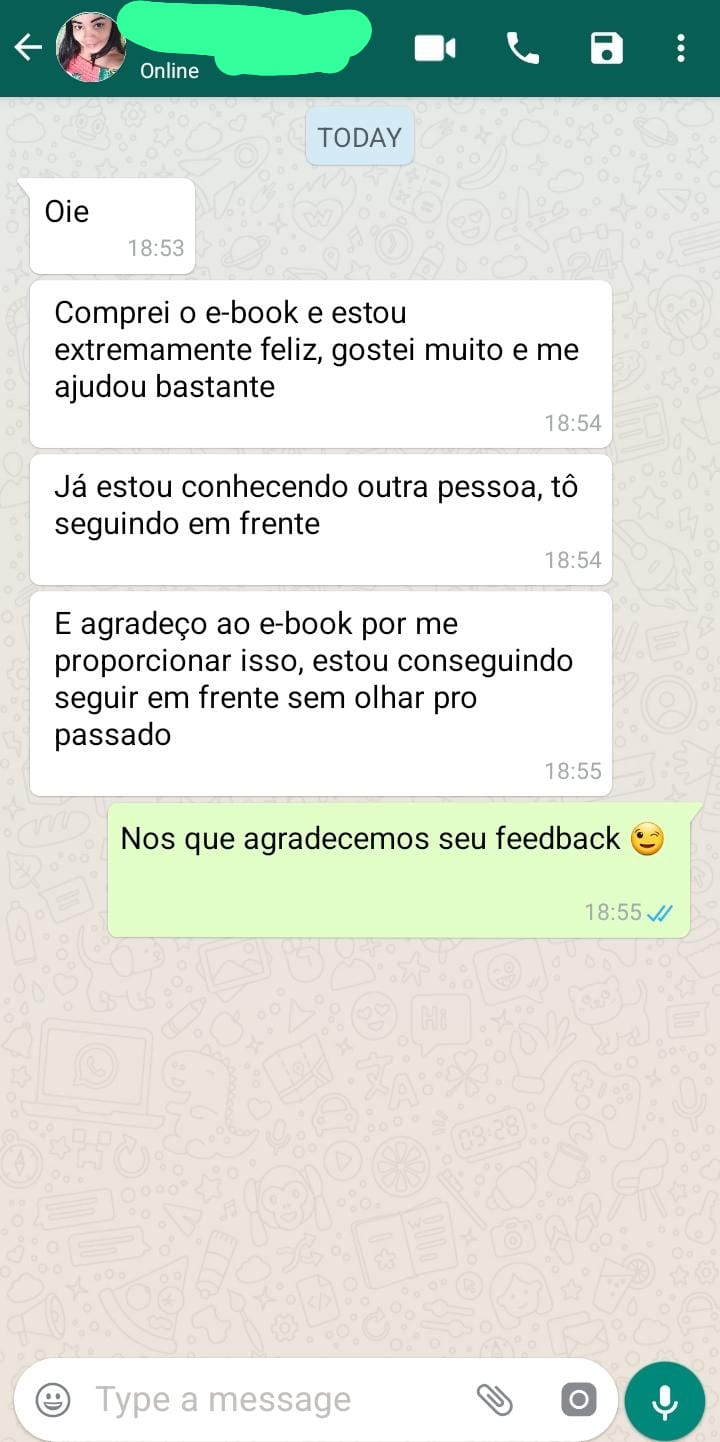 Online
TODAY
Oie
18:53
Comprei o e-book e estou
extremamente feliz, gostei muito e me
ajudou bastante
18:54
Já estou conhecendo outra pessoa, tô
seguindo em frente
18:54
E agradeço ao e-book por me
proporcionar isso, estou conseguindo
seguir em frente sem olhar pro
passado
18:55
Nos que agradecemos seu feedback 😉
18:55
Type a message